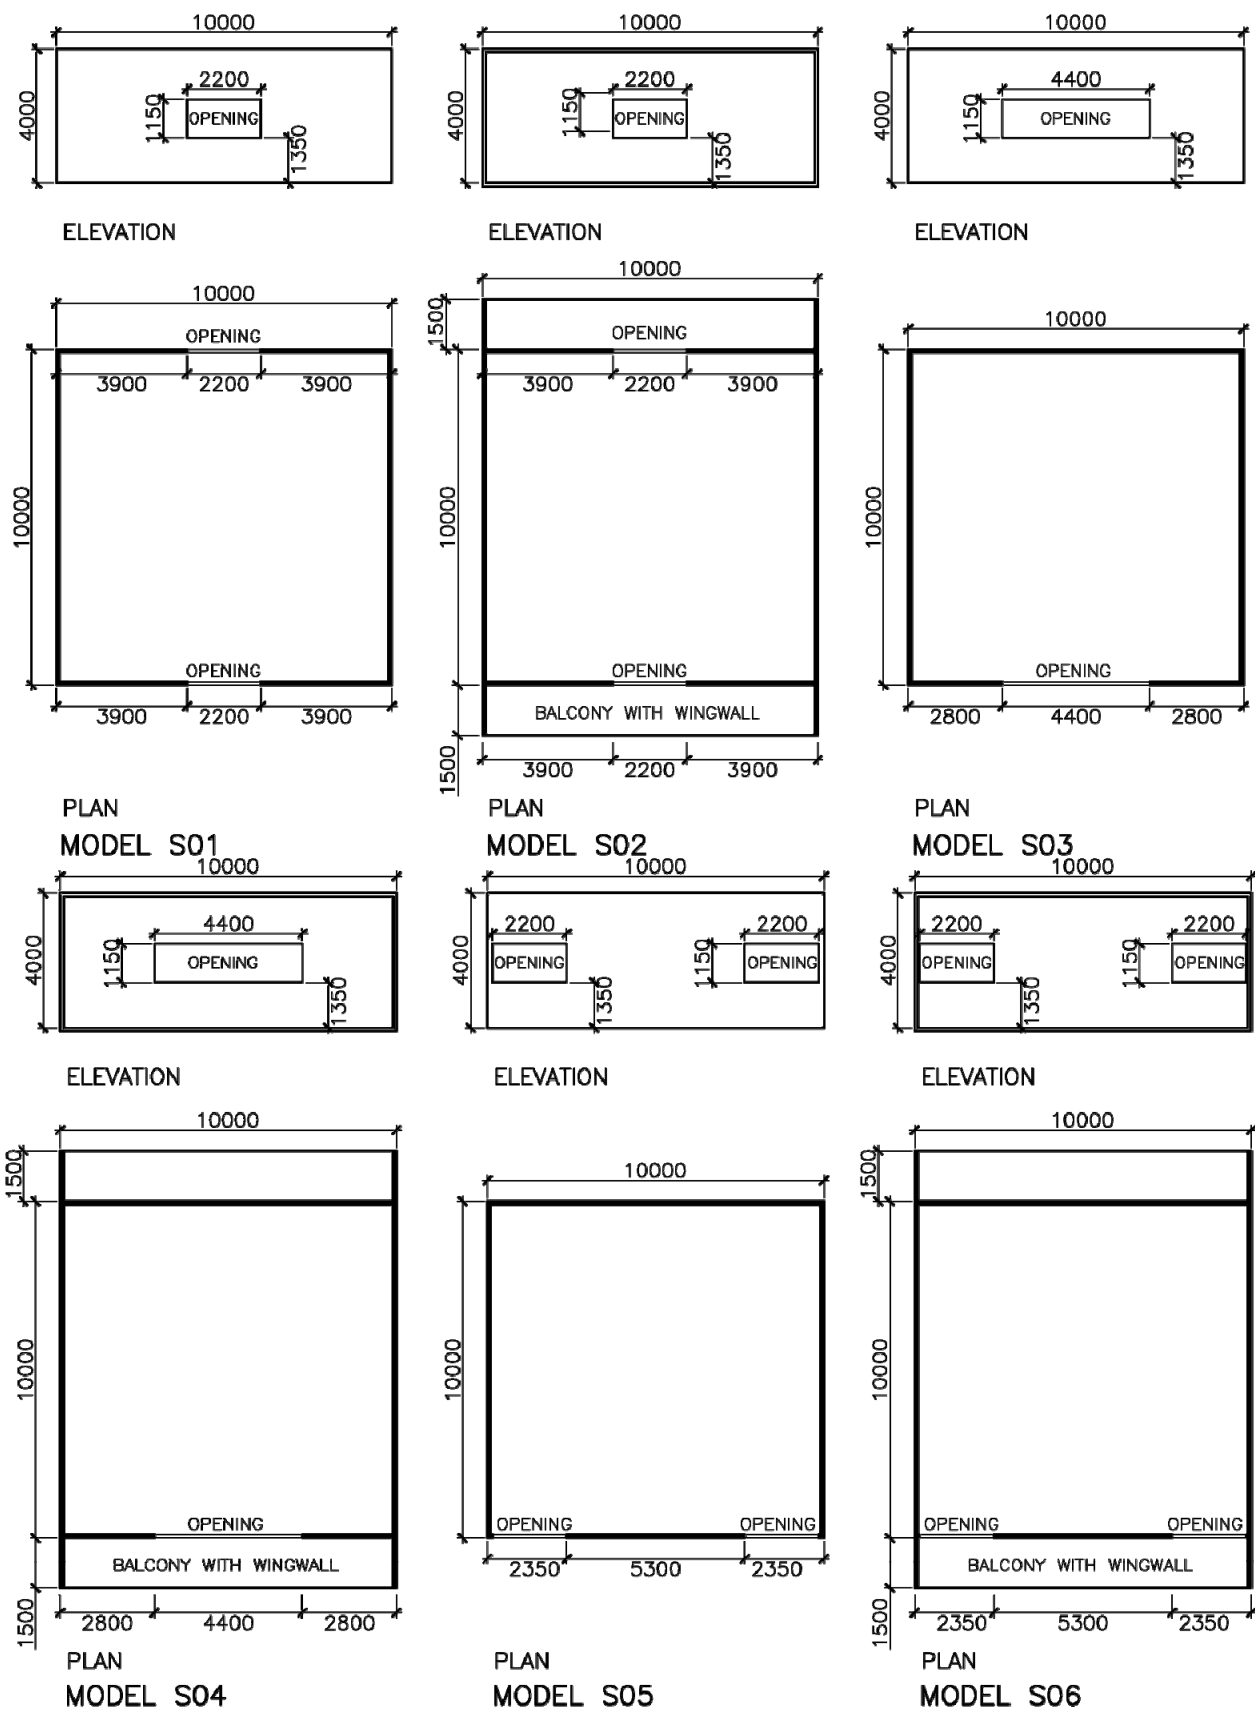 10000
4000
2200
1150
OPENING
1350
ELEVATION
10000
OPENING
3900 2200 3900
10000
OPENING
3900 2200 3900
PLAN
MODEL S01
10000
4000
2200
1150
OPENING
1350
ELEVATION
10000
1500
OPENING
3900 2200 3900
10000
OPENING
BALCONY WITH WINGWALL
1500
3900 2200 3900
PLAN
MODEL S02
10000
4000
4400
1150
OPENING
1350
ELEVATION
10000
10000
OPENING
2800 4400 2800
PLAN
MODEL S03
10000
4000
4400
1150
OPENING
1350
ELEVATION
10000
1500
10000
OPENING
BALCONY WITH WINGWALL
1500
2800 4400 2800
PLAN
MODEL S04
10000
4000
2200 2200
1150
OPENING OPENING
1350
ELEVATION
10000
10000
OPENING OPENING
2350 5300 2350
PLAN
MODEL S05
10000
4000
2200 2200
1150
OPENING OPENING
1350
ELEVATION
10000
1500
10000
OPENING OPENING
BALCONY WITH WINGWALL
1500
2350 5300 2350
PLAN
MODEL S06